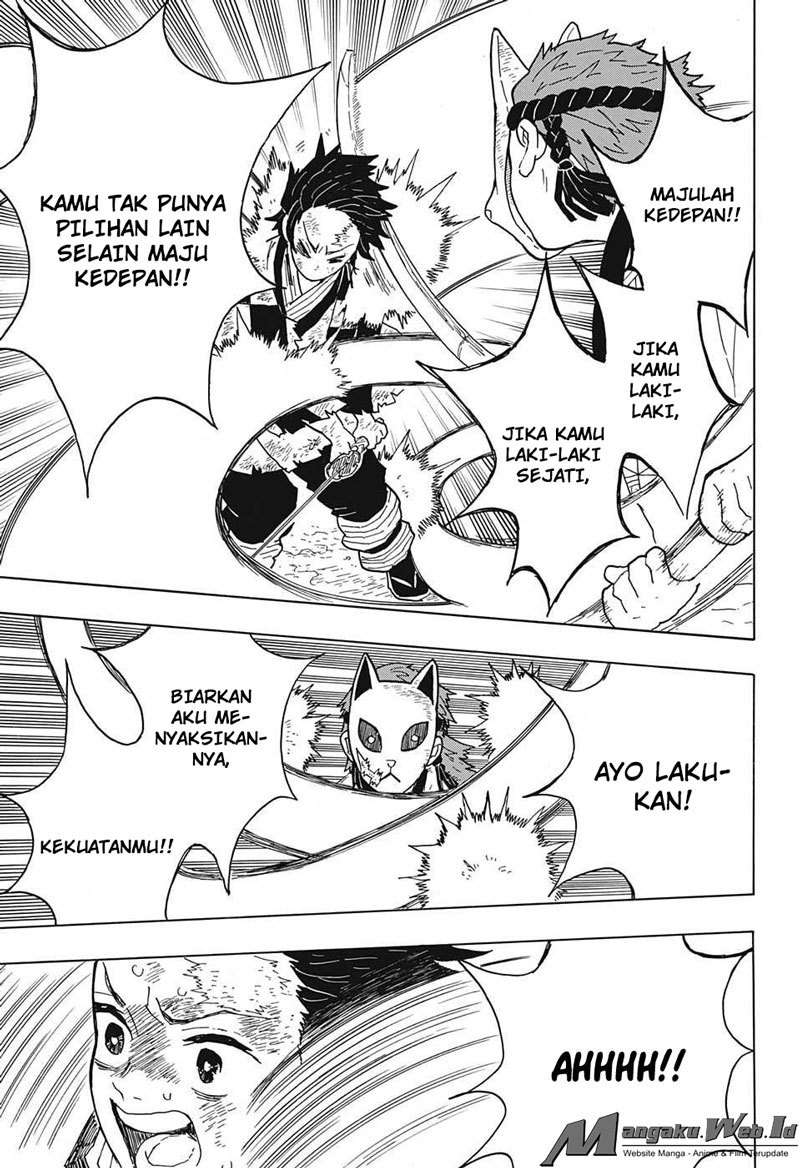 MAJULAH
KEDEPAN!!
JIKA
KAMU
LAKI-
LAKI,
JIKA KAMU
LAKI-LAKI
SEJATI,
KAMU TAK PUNYA
PILIHAN LAIN
SELAIN MAJU
KEDEPAN!!
AYO LAKU-
KAN!
BIARKAN
AKU ME-
NYAKSIKAN-
NYA,
KEKUATANMU!!
AHHHH!!
Mangaku.Web.Id
Website Manga - Anime & Film Terupdate